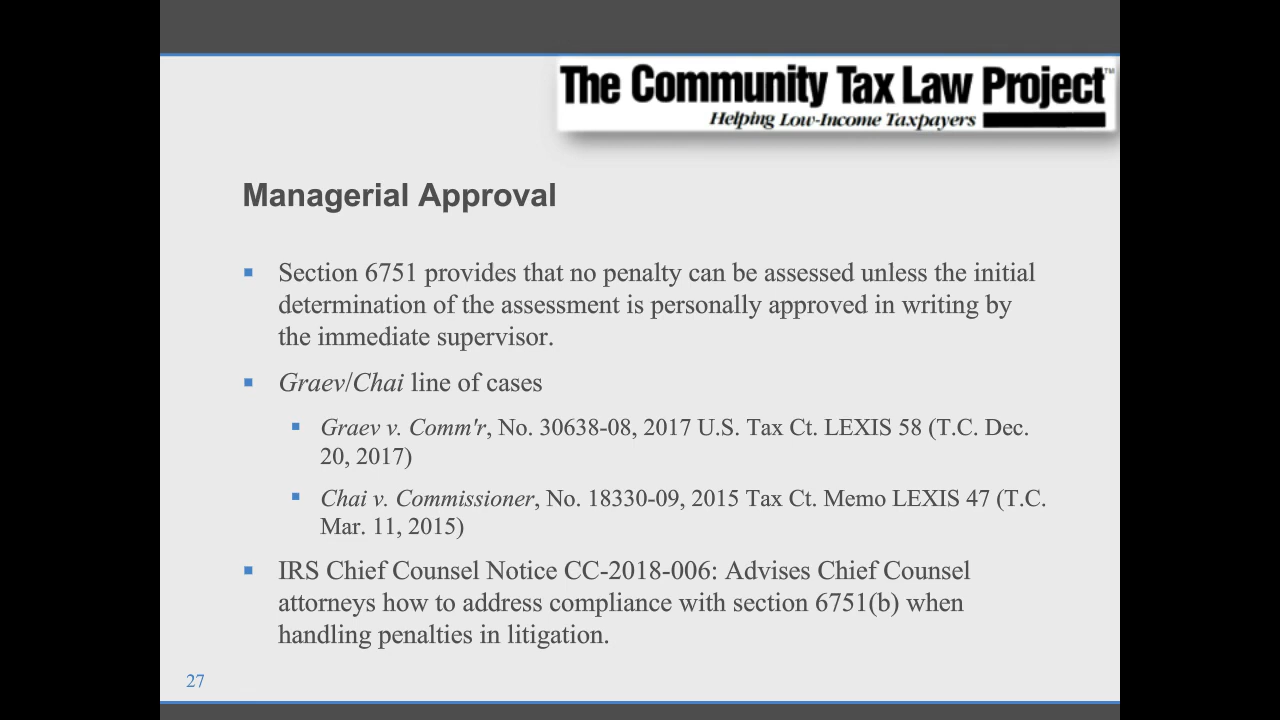 The Community Tax Law Project™
Helping Low-Income Taxpayers
Managerial Approval
▪ Section 6751 provides that no penalty can be assessed unless the initial
determination of the assessment is personally approved in writing by
the immediate supervisor.
▪ Graev/Chai line of cases
▪ Graev v. Comm'r, No. 30638-08, 2017 U.S. Tax Ct. LEXIS 58 (T.C. Dec.
20, 2017)
▪ Chai v. Commissioner, No. 18330-09, 2015 Tax Ct. Memo LEXIS 47 (T.C.
Mar. 11, 2015)
▪ IRS Chief Counsel Notice CC-2018-006: Advises Chief Counsel
attorneys how to address compliance with section 6751(b) when
handling penalties in litigation.
27